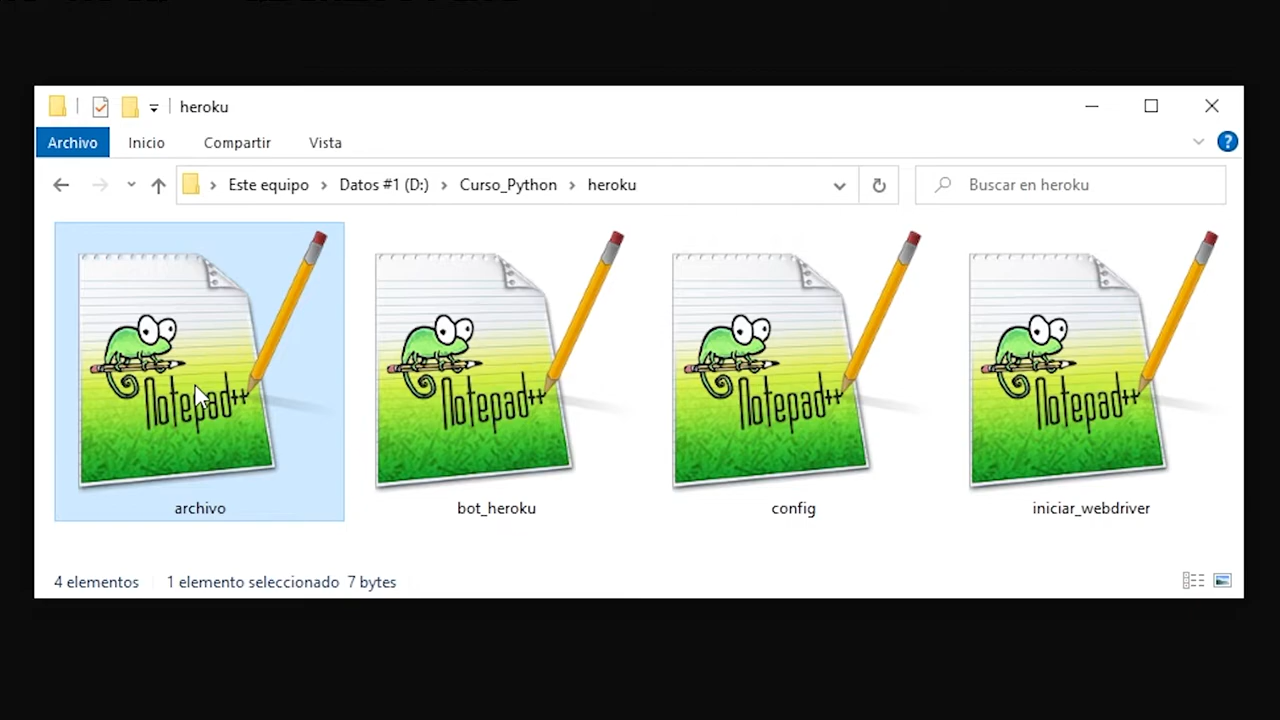 heroku
Archivo Inicio Compartir Vista
Este equipo Datos #1 (D:) Curso_Python heroku Buscar en heroku
Notepad++ Notepad++ Notepad++ Notepad++
archivo bot_heroku config iniciar_webdriver
4 elementos 1 elemento seleccionado 7 bytes